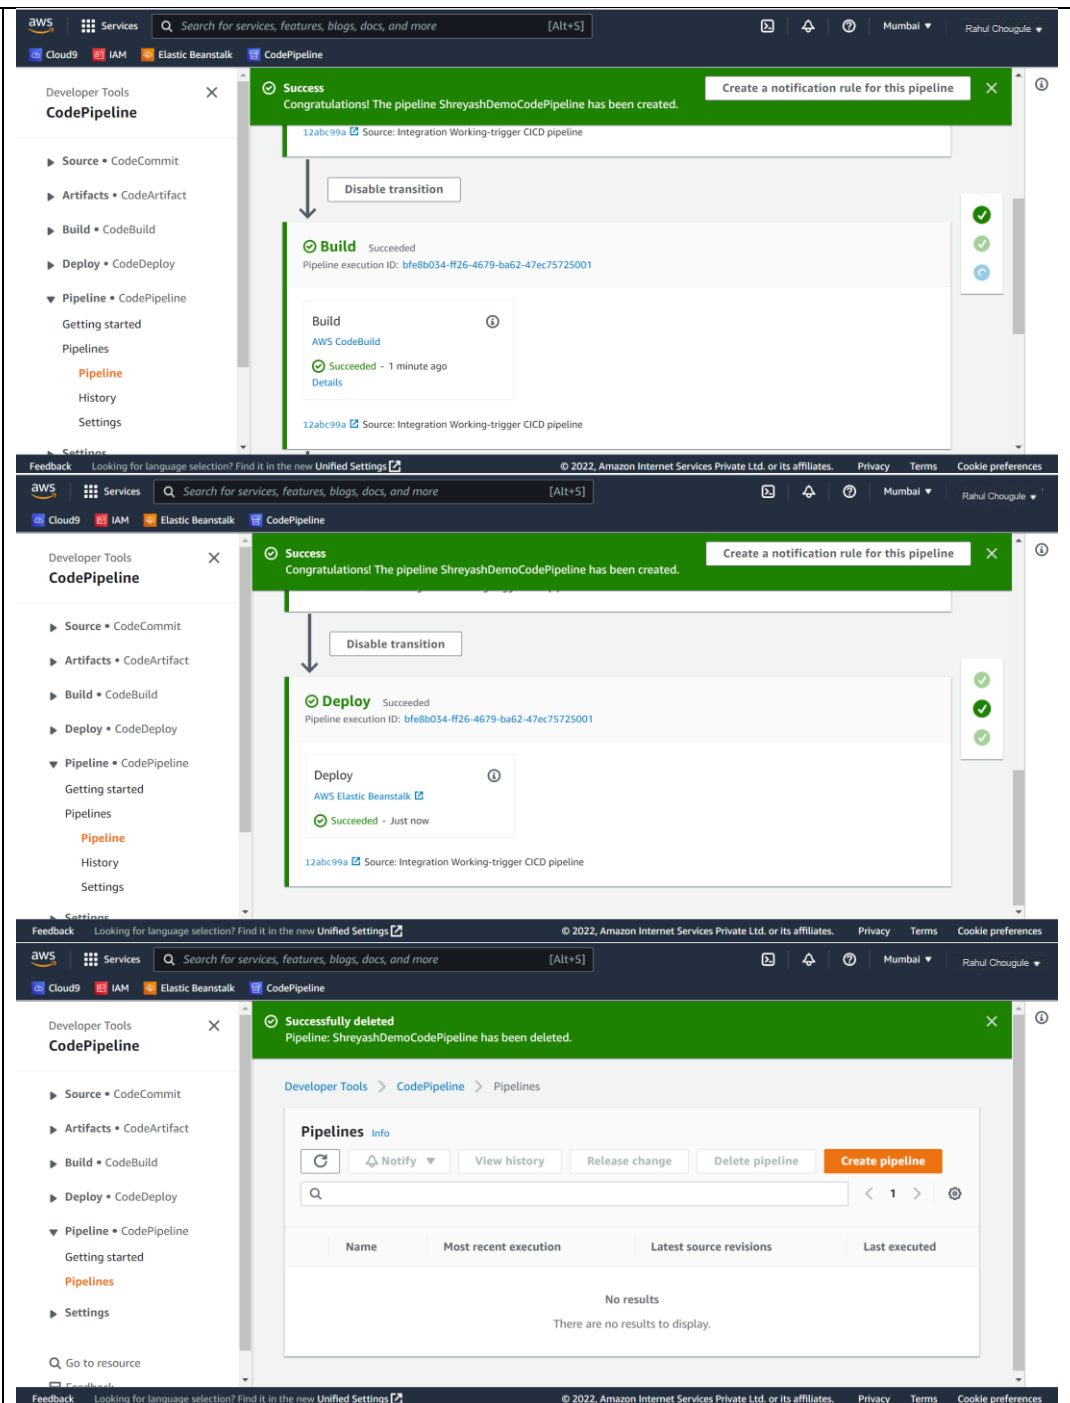 aws Services Search for services, features, blogs, docs, and more [Alt+S] Mumbai ▼ Rahul Chougule ▼
Cloud9 IAM Elastic Beanstalk CodePipeline
Developer Tools
CodePipeline
Source • CodeCommit
Artifacts • CodeArtifact
Build • CodeBuild
Deploy • CodeDeploy
Pipeline • CodePipeline
Getting started
Pipelines
Pipeline
History
Settings
Settings
Success
Congratulations! The pipeline ShreyashDemoCodePipeline has been created.
Create a notification rule for this pipeline
12abc99a Source: Integration Working-trigger CICD pipeline
Disable transition
Build Succeeded
Pipeline execution ID: bfe8b034-ff26-4679-ba62-47ec75725001
Build
AWS CodeBuild
Succeeded - 1 minute ago
Details
12abc99a Source: Integration Working-trigger CICD pipeline
Feedback Looking for language selection? Find it in the new Unified Settings © 2022, Amazon Internet Services Private Ltd. or its affiliates. Privacy Terms Cookie preferences
aws Services Search for services, features, blogs, docs, and more [Alt+S] Mumbai ▼ Rahul Chougule ▼
Cloud9 IAM Elastic Beanstalk CodePipeline
Developer Tools
CodePipeline
Source • CodeCommit
Artifacts • CodeArtifact
Build • CodeBuild
Deploy • CodeDeploy
Pipeline • CodePipeline
Getting started
Pipelines
Pipeline
History
Settings
Settings
Success
Congratulations! The pipeline ShreyashDemoCodePipeline has been created.
Create a notification rule for this pipeline
Disable transition
Deploy Succeeded
Pipeline execution ID: bfe8b034-ff26-4679-ba62-47ec75725001
Deploy
AWS Elastic Beanstalk
Succeeded - Just now
12abc99a Source: Integration Working-trigger CICD pipeline
Feedback Looking for language selection? Find it in the new Unified Settings © 2022, Amazon Internet Services Private Ltd. or its affiliates. Privacy Terms Cookie preferences
aws Services Search for services, features, blogs, docs, and more [Alt+S] Mumbai ▼ Rahul Chougule ▼
Cloud9 IAM Elastic Beanstalk CodePipeline
Developer Tools
CodePipeline
Source • CodeCommit
Artifacts • CodeArtifact
Build • CodeBuild
Deploy • CodeDeploy
Pipeline • CodePipeline
Getting started
Pipelines
Settings
Go to resource
Feedback
Successfully deleted
Pipeline: ShreyashDemoCodePipeline has been deleted.
Developer Tools > CodePipeline > Pipelines
Pipelines Info
Notify ▼ View history Release change Delete pipeline Create pipeline
< 1 >
Name Most recent execution Latest source revisions Last executed
No results
There are no results to display.
Feedback Looking for language selection? Find it in the new Unified Settings © 2022, Amazon Internet Services Private Ltd. or its affiliates. Privacy Terms Cookie preferences